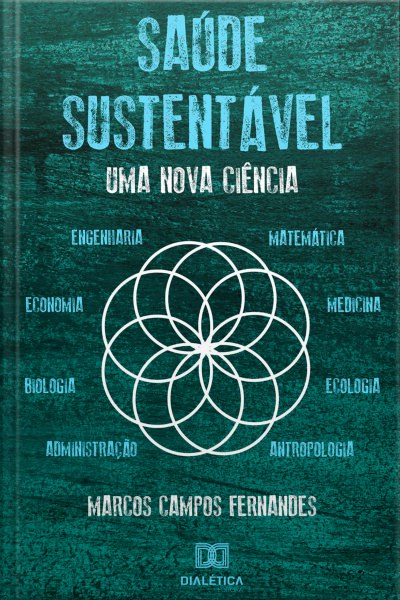 SAÚDE
SUSTENTÁVEL
UMA NOVA CIÊNCIA
ENGENHARIA
MATEMÁTICA
ECONOMIA
MEDICINA
BIOLOGIA
ECOLOGIA
ADMINISTRAÇÃO
ANTROPOLOGIA
MARCOS CAMPOS FERNANDES
DIALÉTICA